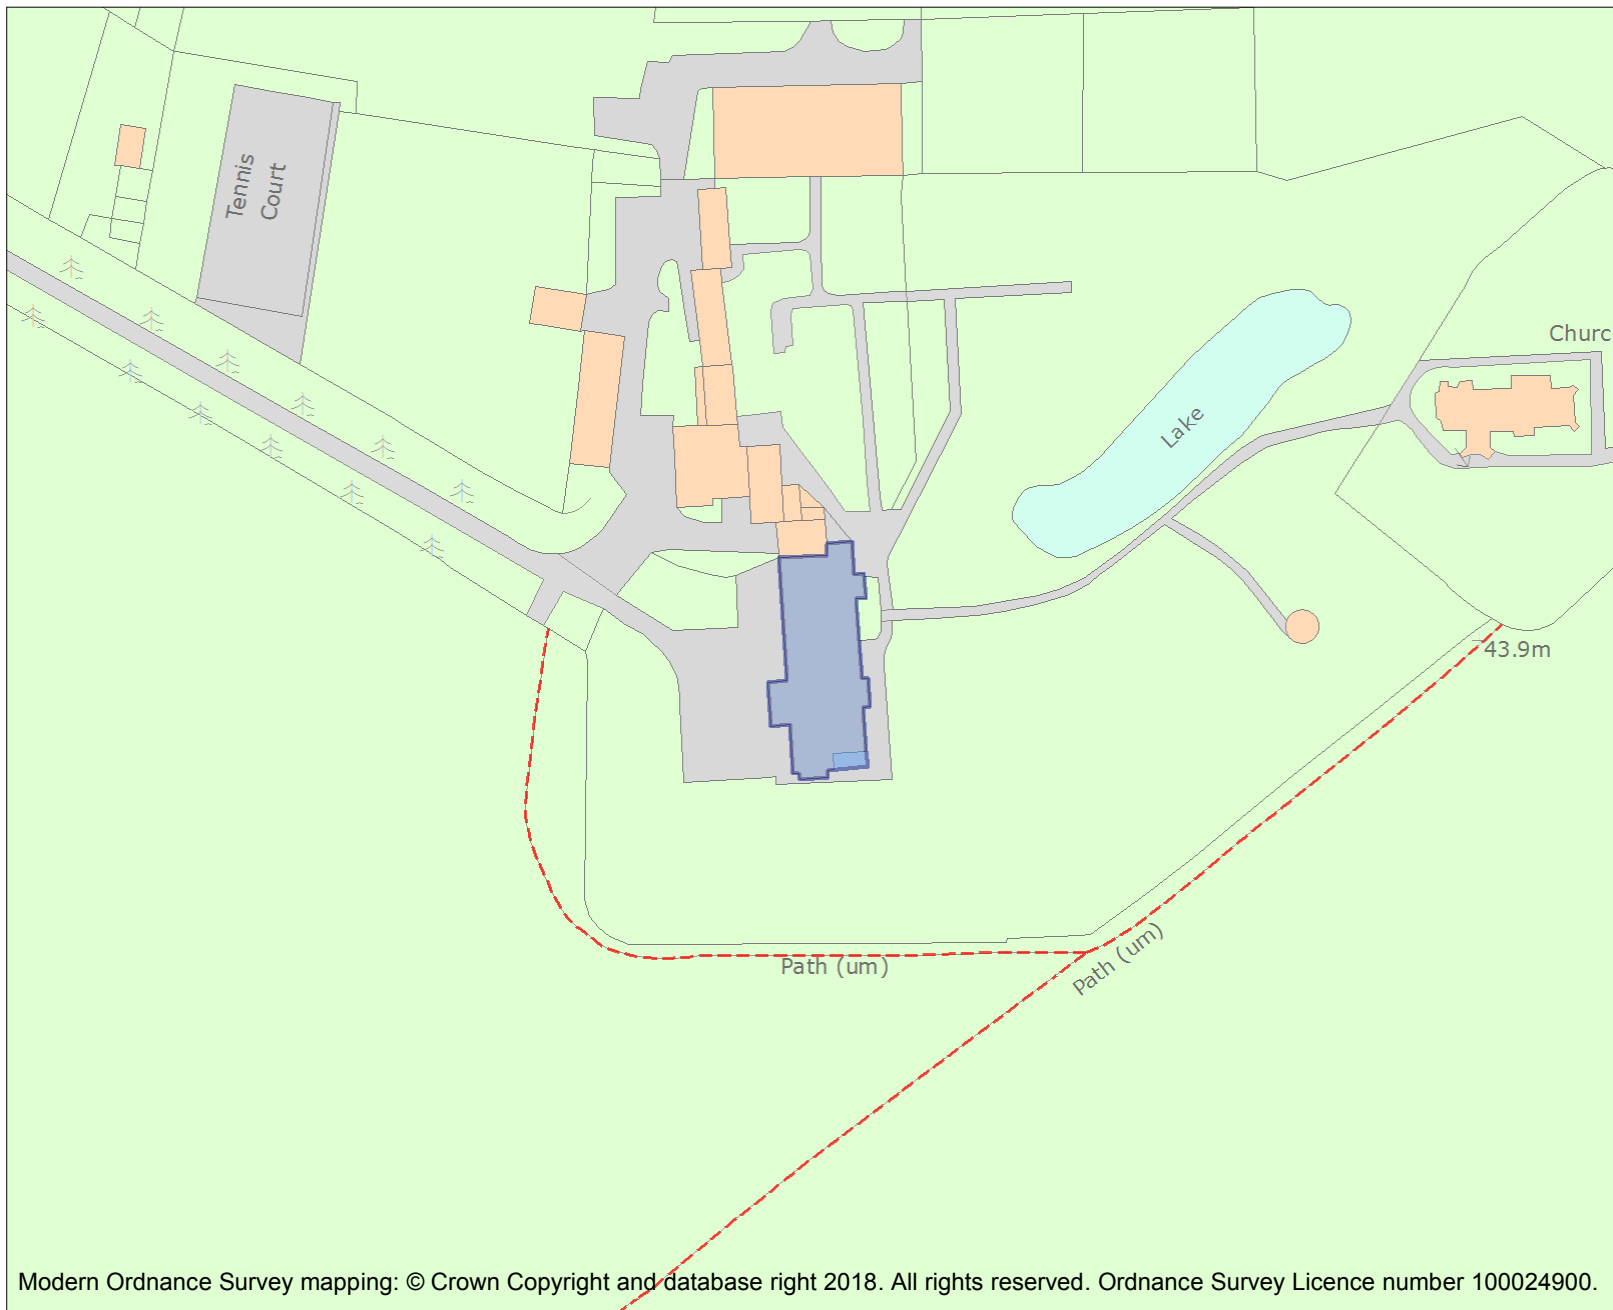 Tennis
Court
Churc
Lake
43.9m
Path (um)
Path (um)
Modern Ordnance Survey mapping: © Crown Copyright and database right 2018. All rights reserved. Ordnance Survey Licence number 100024900.